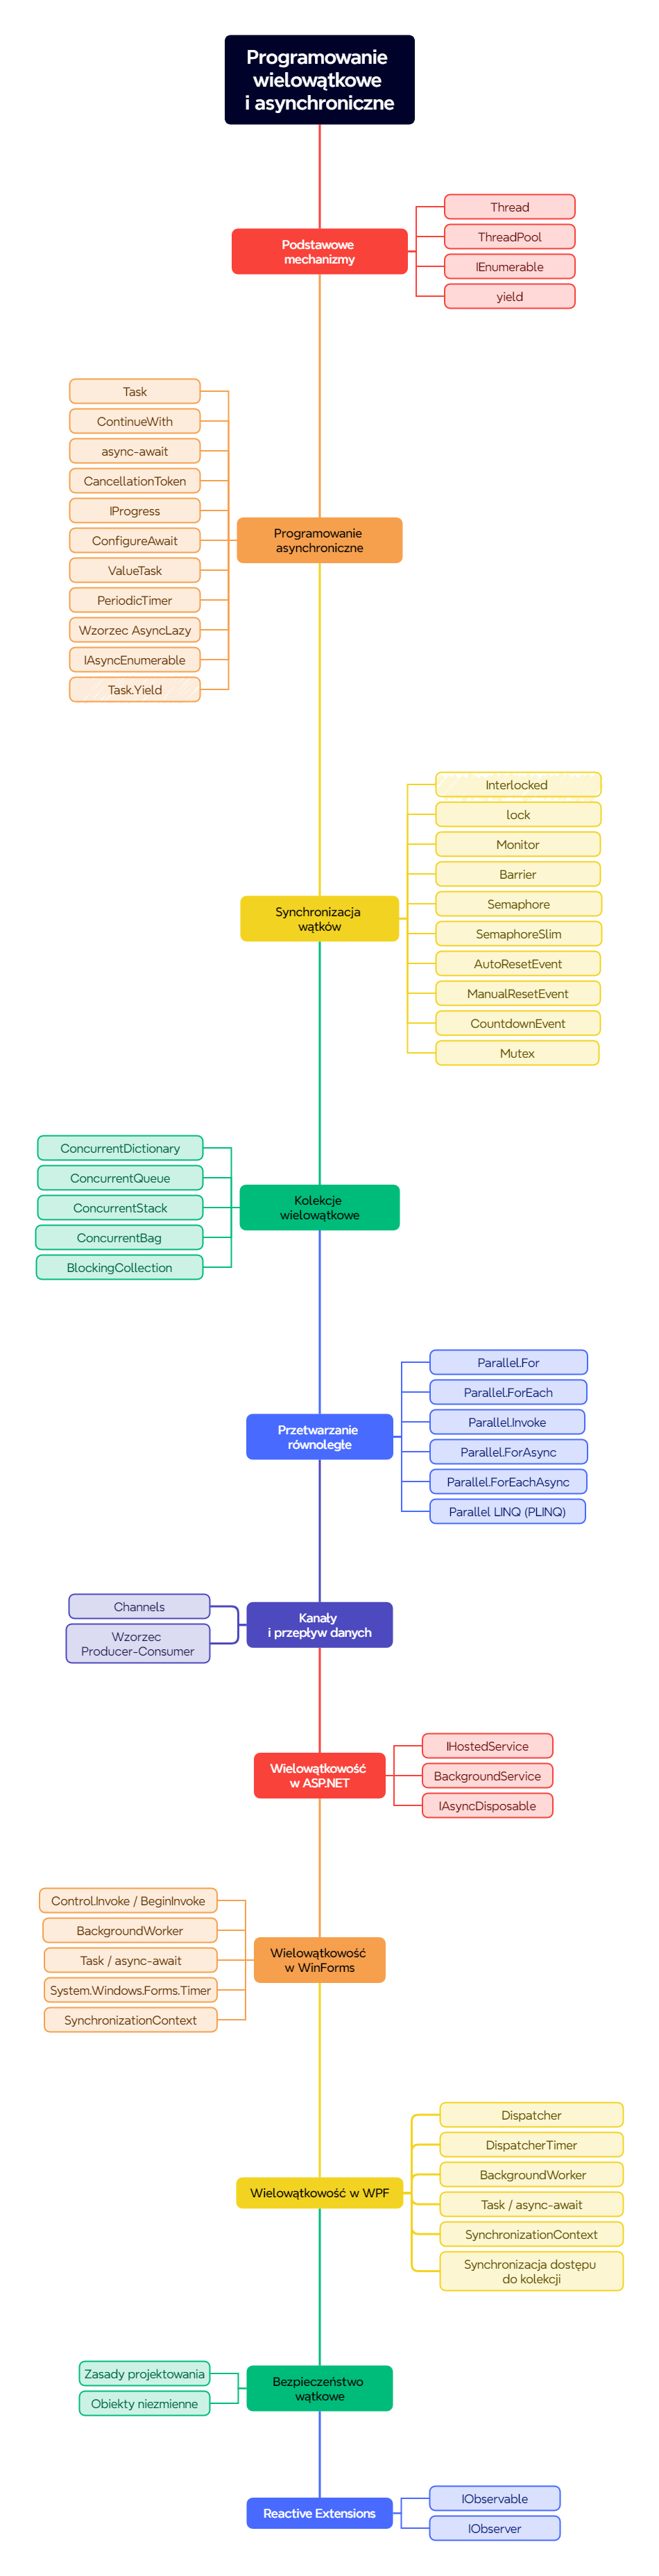 Programowanie
wielowątkowe
i asynchroniczne
Podstawowe
mechanizmy
Thread
ThreadPool
IEnumerable
yield
Programowanie
asynchroniczne
Task
ContinueWith
async-await
CancellationToken
IProgress
ConfigureAwait
ValueTask
PeriodicTimer
Wzorzec AsyncLazy
IAsyncEnumerable
Task.Yield
Synchronizacja
wątków
Interlocked
lock
Monitor
Barrier
Semaphore
SemaphoreSlim
AutoResetEvent
ManualResetEvent
CountdownEvent
Mutex
Kolekcje
wielowątkowe
ConcurrentDictionary
ConcurrentQueue
ConcurrentStack
ConcurrentBag
BlockingCollection
Przetwarzanie
równoległe
Parallel.For
Parallel.ForEach
Parallel.Invoke
Parallel.ForAsync
Parallel.ForEachAsync
Parallel LINQ (PLINQ)
Kanały
i przepływ danych
Channels
Wzorzec
Producer-Consumer
Wielowątkowość
w ASP.NET
IHostedService
BackgroundService
IAsyncDisposable
Wielowątkowość
w WinForms
Control.Invoke / BeginInvoke
BackgroundWorker
Task / async-await
System.Windows.Forms.Timer
SynchronizationContext
Wielowątkowość w WPF
Dispatcher
DispatcherTimer
BackgroundWorker
Task / async-await
SynchronizationContext
Synchronizacja dostępu
do kolekcji
Bezpieczeństwo
wątkowe
Zasady projektowania
Obiekty niezmienne
Reactive Extensions
IObservable
IObserver